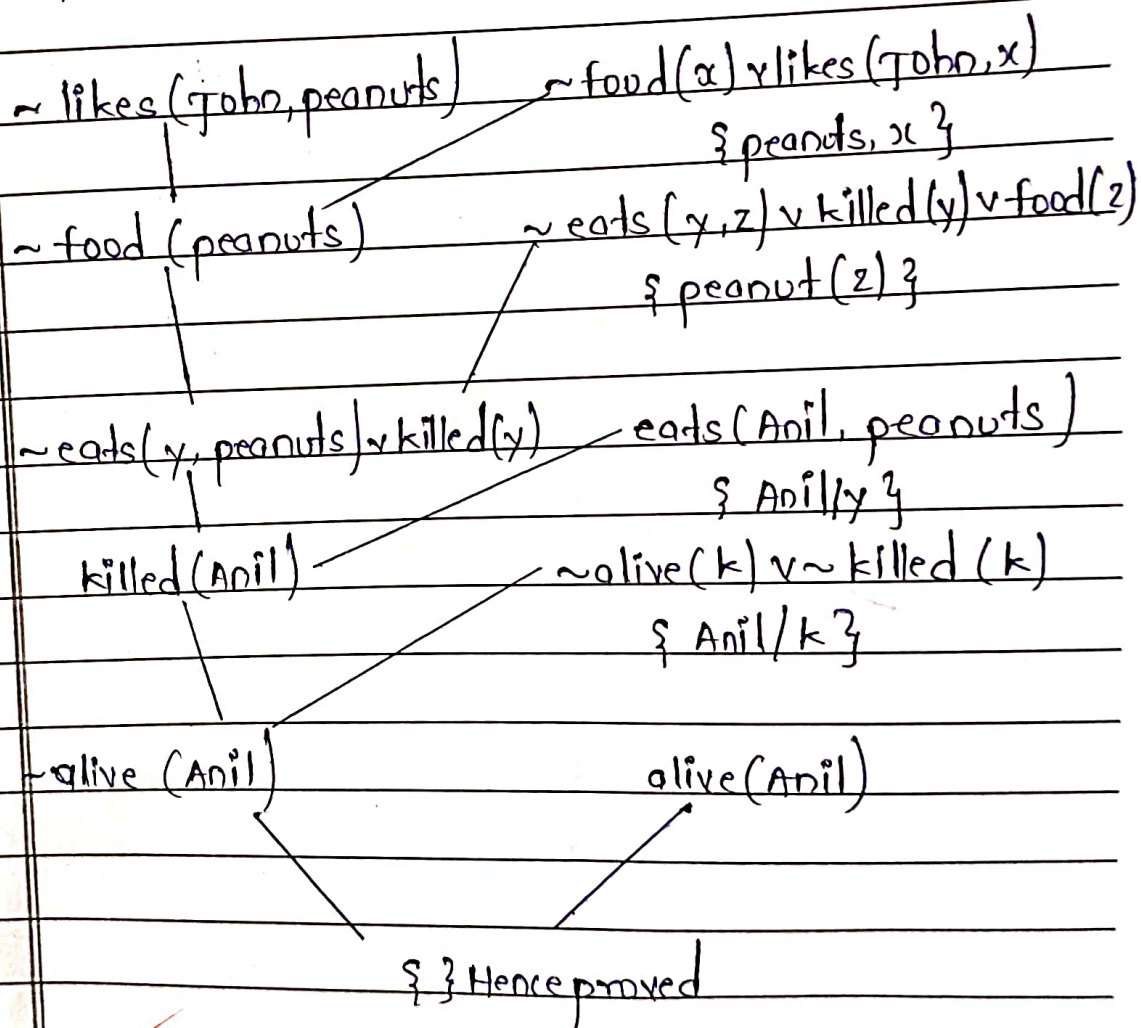 ~ likes (John, peanuts) ~ food (x) v likes (John, x)
{ peanuts, x }
~ food (peanuts) ~ eats (y, z) v killed (y) v food (z)
{ peanut (z) }
~ eats (y, peanuts) v killed (y) eats (Anil, peanuts)
{ Anil/y }
killed (Anil) ~ alive (k) v ~ killed (k)
{ Anil / k }
~ alive (Anil) alive (Anil)
{ } Hence proved